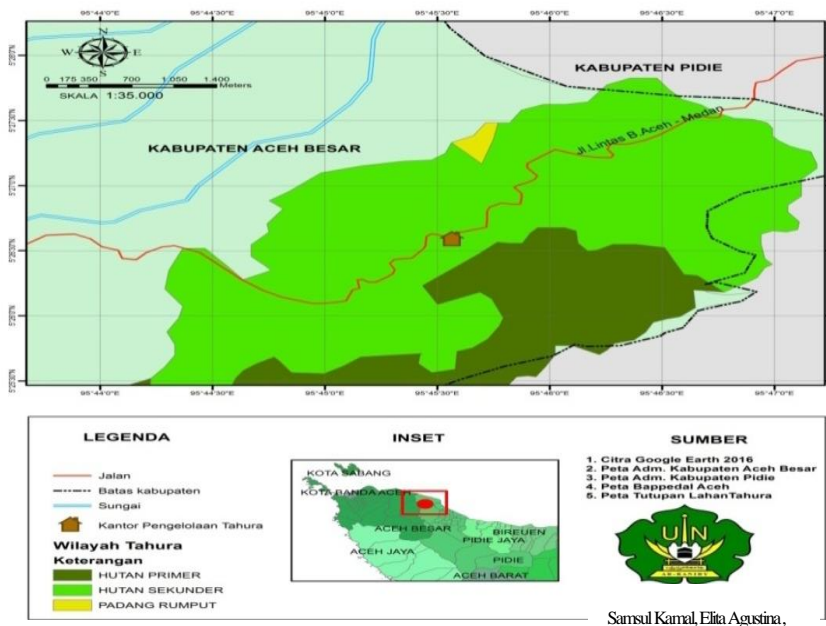 95°44'0"E 95°44'30"E 95°45'0"E 95°45'30"E 95°46'0"E 95°46'30"E 95°47'0"E
N
W E
S
0 175 350 700 1.050 1.400
Meters
SKALA 1:35.000
KABUPATEN PIDIE
KABUPATEN ACEH BESAR
Jl.Lintas B.Aceh - Medan
95°44'0"E 95°44'30"E 95°45'0"E 95°45'30"E 95°46'0"E 95°46'30"E 95°47'0"E
LEGENDA
Jalan
Batas kabupaten
Sungai
Kantor Pengelolaan Tahura
Wilayah Tahura
Keterangan
HUTAN PRIMER
HUTAN SEKUNDER
PADANG RUMPUT
INSET
KOTA SABANG
KOTA BANDA ACEH
ACEH BESAR
BIREUEN
PIDIE JAYA
ACEH JAYA
PIDIE
ACEH BARAT
SUMBER
1. Citra Google Earth 2016
2. Peta Adm. Kabupaten Aceh Besar
3. Peta Adm. Kabupaten Pidie
4. Peta Bappedal Aceh
5. Peta Tutupan LahanTahura
UIN
AR-RANIRY
Samsul Kamal, Elita Agustina,